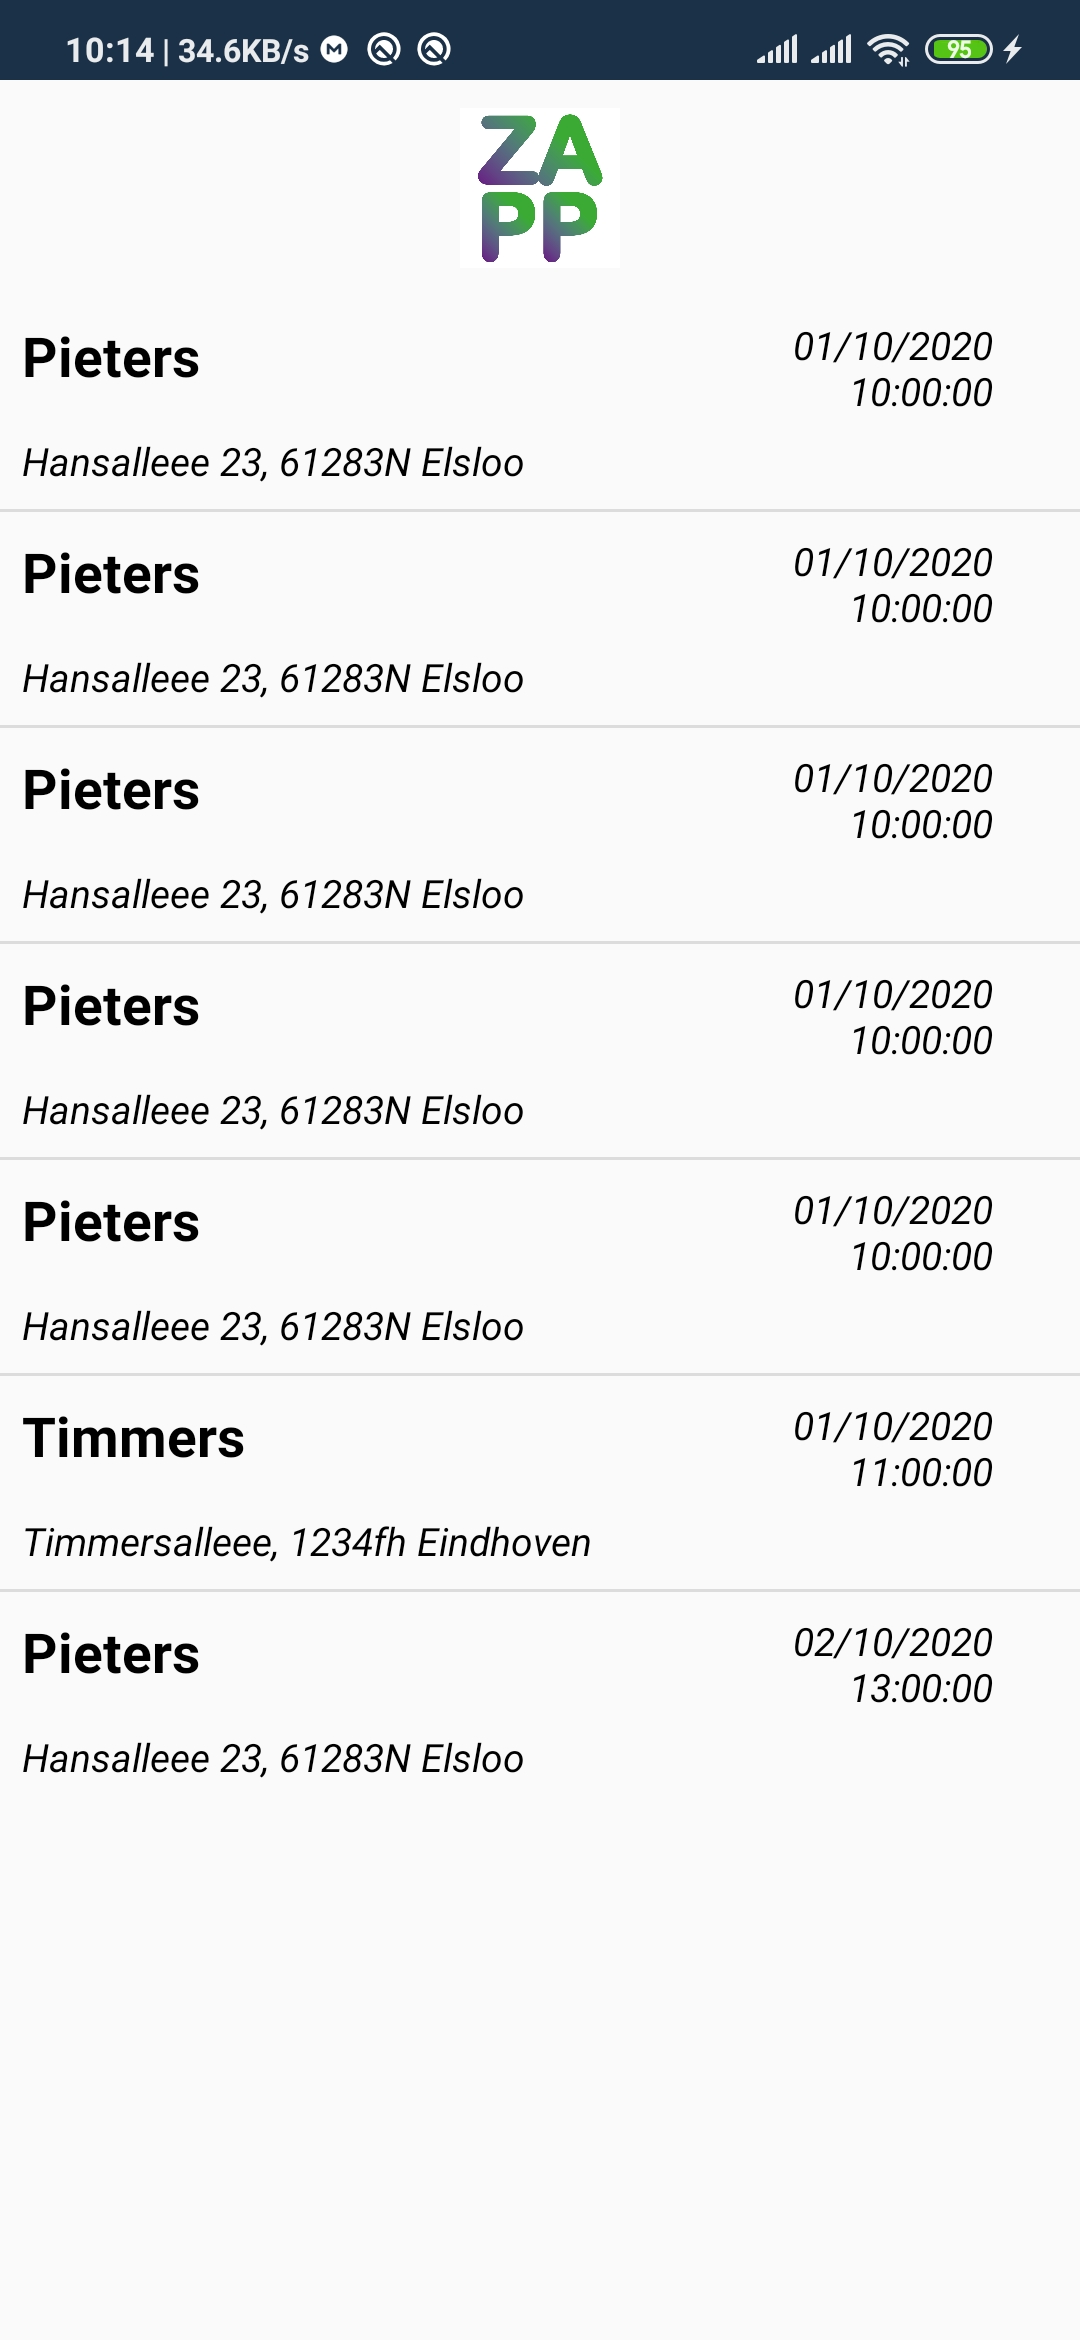 10:14 | 34.6KB/s
95
ZA
PP
Pieters
01/10/2020
10:00:00
Hansalleee 23, 61283N Elsloo
Pieters
01/10/2020
10:00:00
Hansalleee 23, 61283N Elsloo
Pieters
01/10/2020
10:00:00
Hansalleee 23, 61283N Elsloo
Pieters
01/10/2020
10:00:00
Hansalleee 23, 61283N Elsloo
Pieters
01/10/2020
10:00:00
Hansalleee 23, 61283N Elsloo
Timmers
01/10/2020
11:00:00
Timmersalleee, 1234fh Eindhoven
Pieters
02/10/2020
13:00:00
Hansalleee 23, 61283N Elsloo